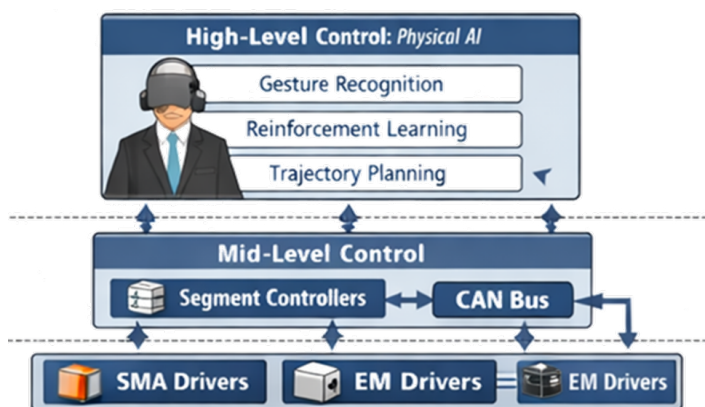 High-Level Control: Physical AI
Gesture Recognition
Reinforcement Learning
Trajectory Planning
Mid-Level Control
Segment Controllers
CAN Bus
SMA Drivers
EM Drivers
EM Drivers